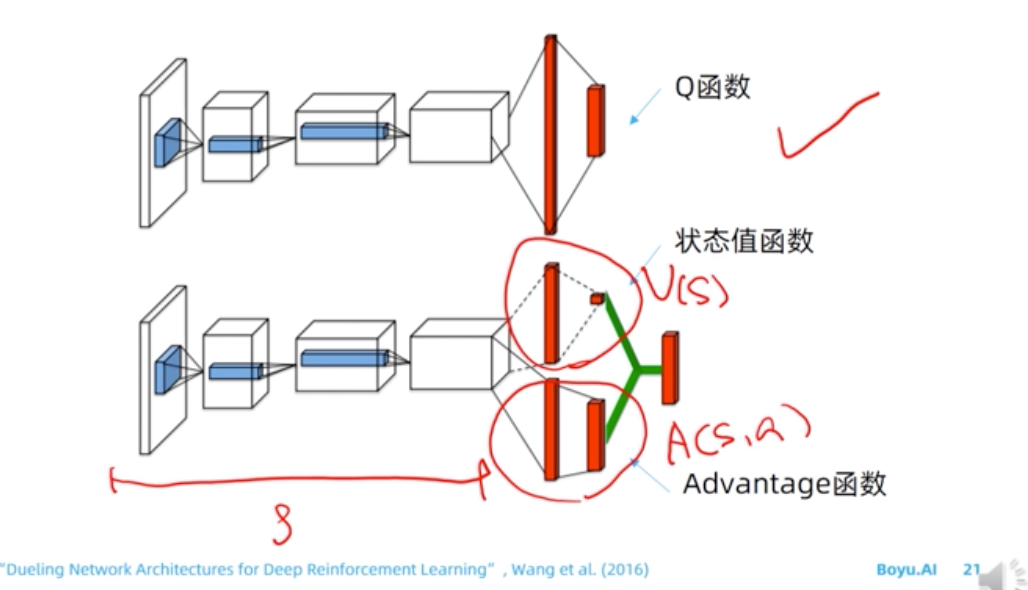 Q函数
状态值函数
V(S)
A(S,a)
Advantage函数
"Dueling Network Architectures for Deep Reinforcement Learning" , Wang et al. (2016)
Boyu.AI 21